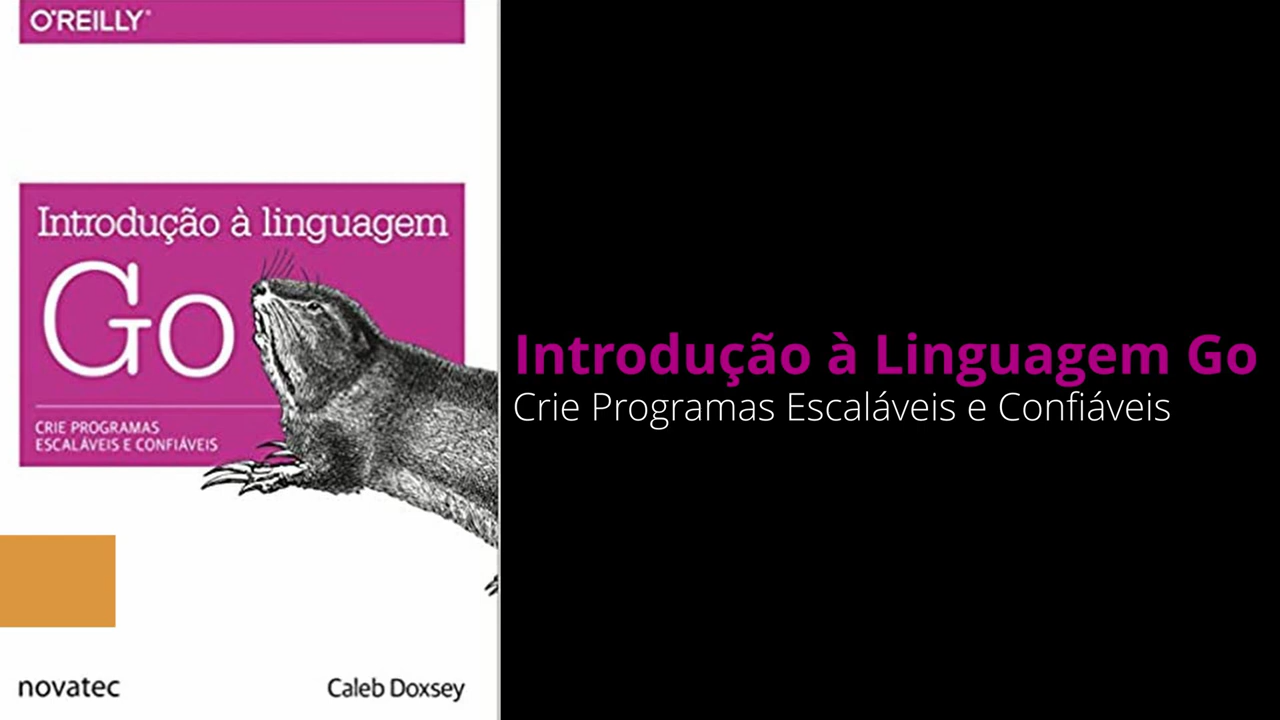 O'REILLY®
Introdução à linguagem
Go
CRIE PROGRAMAS
ESCALÁVEIS E CONFIÁVEIS
novatec
Caleb Doxsey
Introdução à Linguagem Go
Crie Programas Escaláveis e Confiáveis